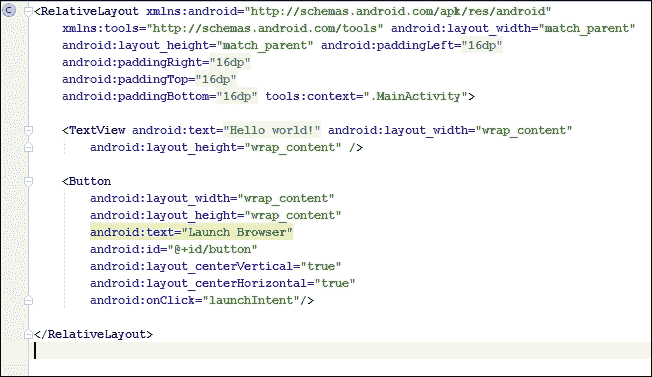 C
<RelativeLayout xmlns:android="http://schemas.android.com/apk/res/android"
    xmlns:tools="http://schemas.android.com/tools" android:layout_width="match_parent"
    android:layout_height="match_parent" android:paddingLeft="16dp"
    android:paddingRight="16dp"
    android:paddingTop="16dp"
    android:paddingBottom="16dp" tools:context=".MainActivity">

    <TextView android:text="Hello world!" android:layout_width="wrap_content"
        android:layout_height="wrap_content" />

    <Button
        android:layout_width="wrap_content"
        android:layout_height="wrap_content"
        android:text="Launch Browser"
        android:id="@+id/button"
        android:layout_centerVertical="true"
        android:layout_centerHorizontal="true"
        android:onClick="launchIntent"/>

</RelativeLayout>